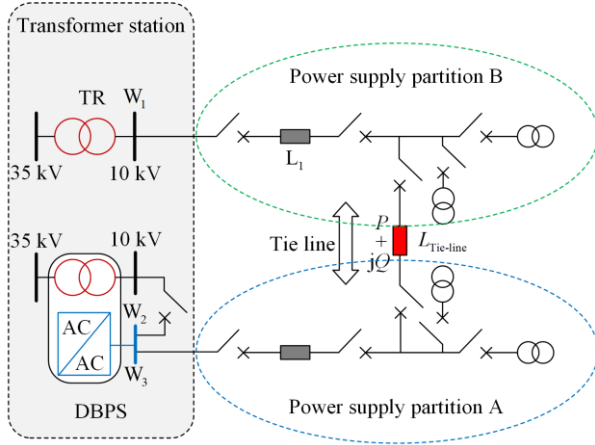 Transformer station
TR
W1
35 kV
10 kV
L1
Power supply partition B
35 kV
10 kV
Tie line
P
+
jQ
LTie-line
AC
AC
W2
W3
DBPS
Power supply partition A